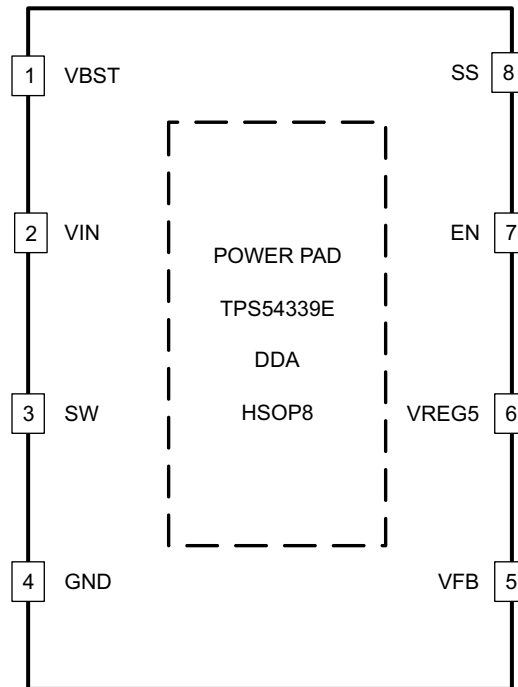 1 VBST SS 8
2 VIN EN 7
POWER PAD
TPS54339E
DDA
HSOP8
3 SW VREG5 6
4 GND VFB 5